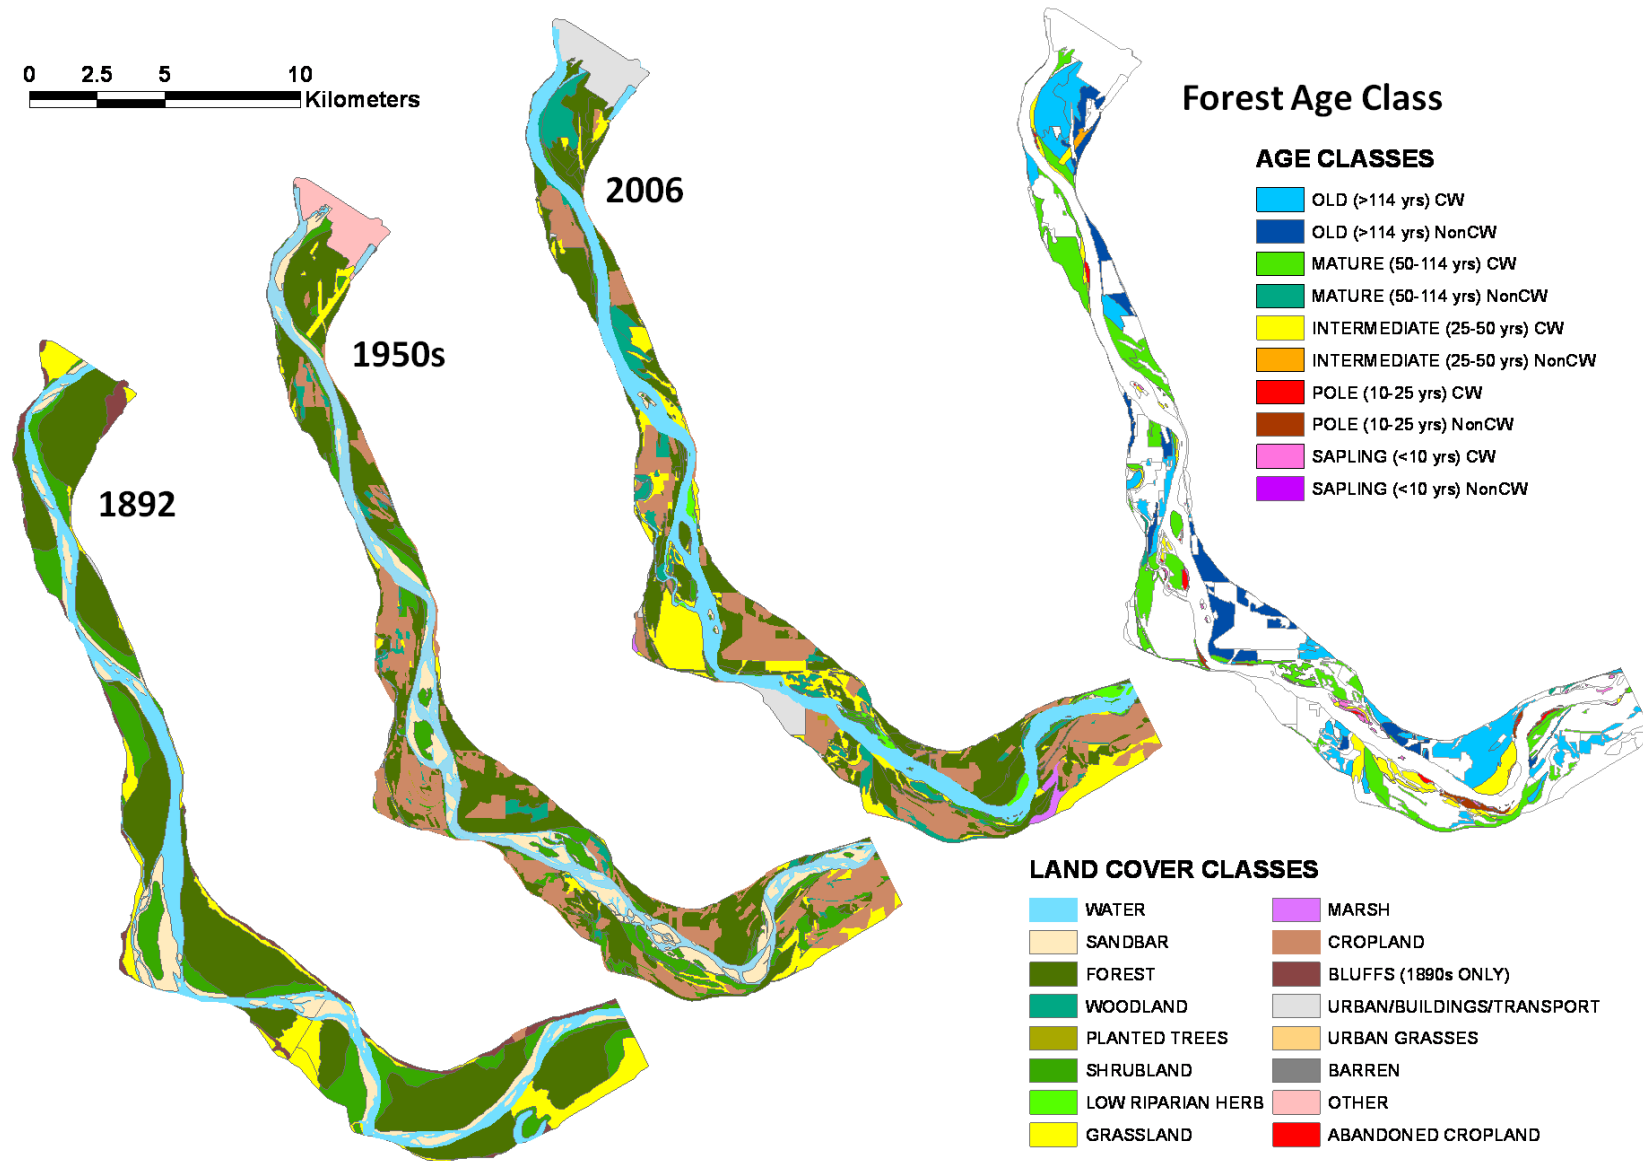 0 2.5 5 10
Kilometers
2006
1950s
1892
Forest Age Class
AGE CLASSES
OLD (>114 yrs) CW
OLD (>114 yrs) NonCW
MATURE (50-114 yrs) CW
MATURE (50-114 yrs) NonCW
INTERMEDIATE (25-50 yrs) CW
INTERMEDIATE (25-50 yrs) NonCW
POLE (10-25 yrs) CW
POLE (10-25 yrs) NonCW
SAPLING (<10 yrs) CW
SAPLING (<10 yrs) NonCW
LAND COVER CLASSES
WATER
SANDBAR
FOREST
WOODLAND
PLANTED TREES
SHRUBLAND
LOW RIPARIAN HERB
GRASSLAND
MARSH
CROPLAND
BLUFFS (1890s ONLY)
URBAN/BUILDINGS/TRANSPORT
URBAN GRASSES
BARREN
OTHER
ABANDONED CROPLAND